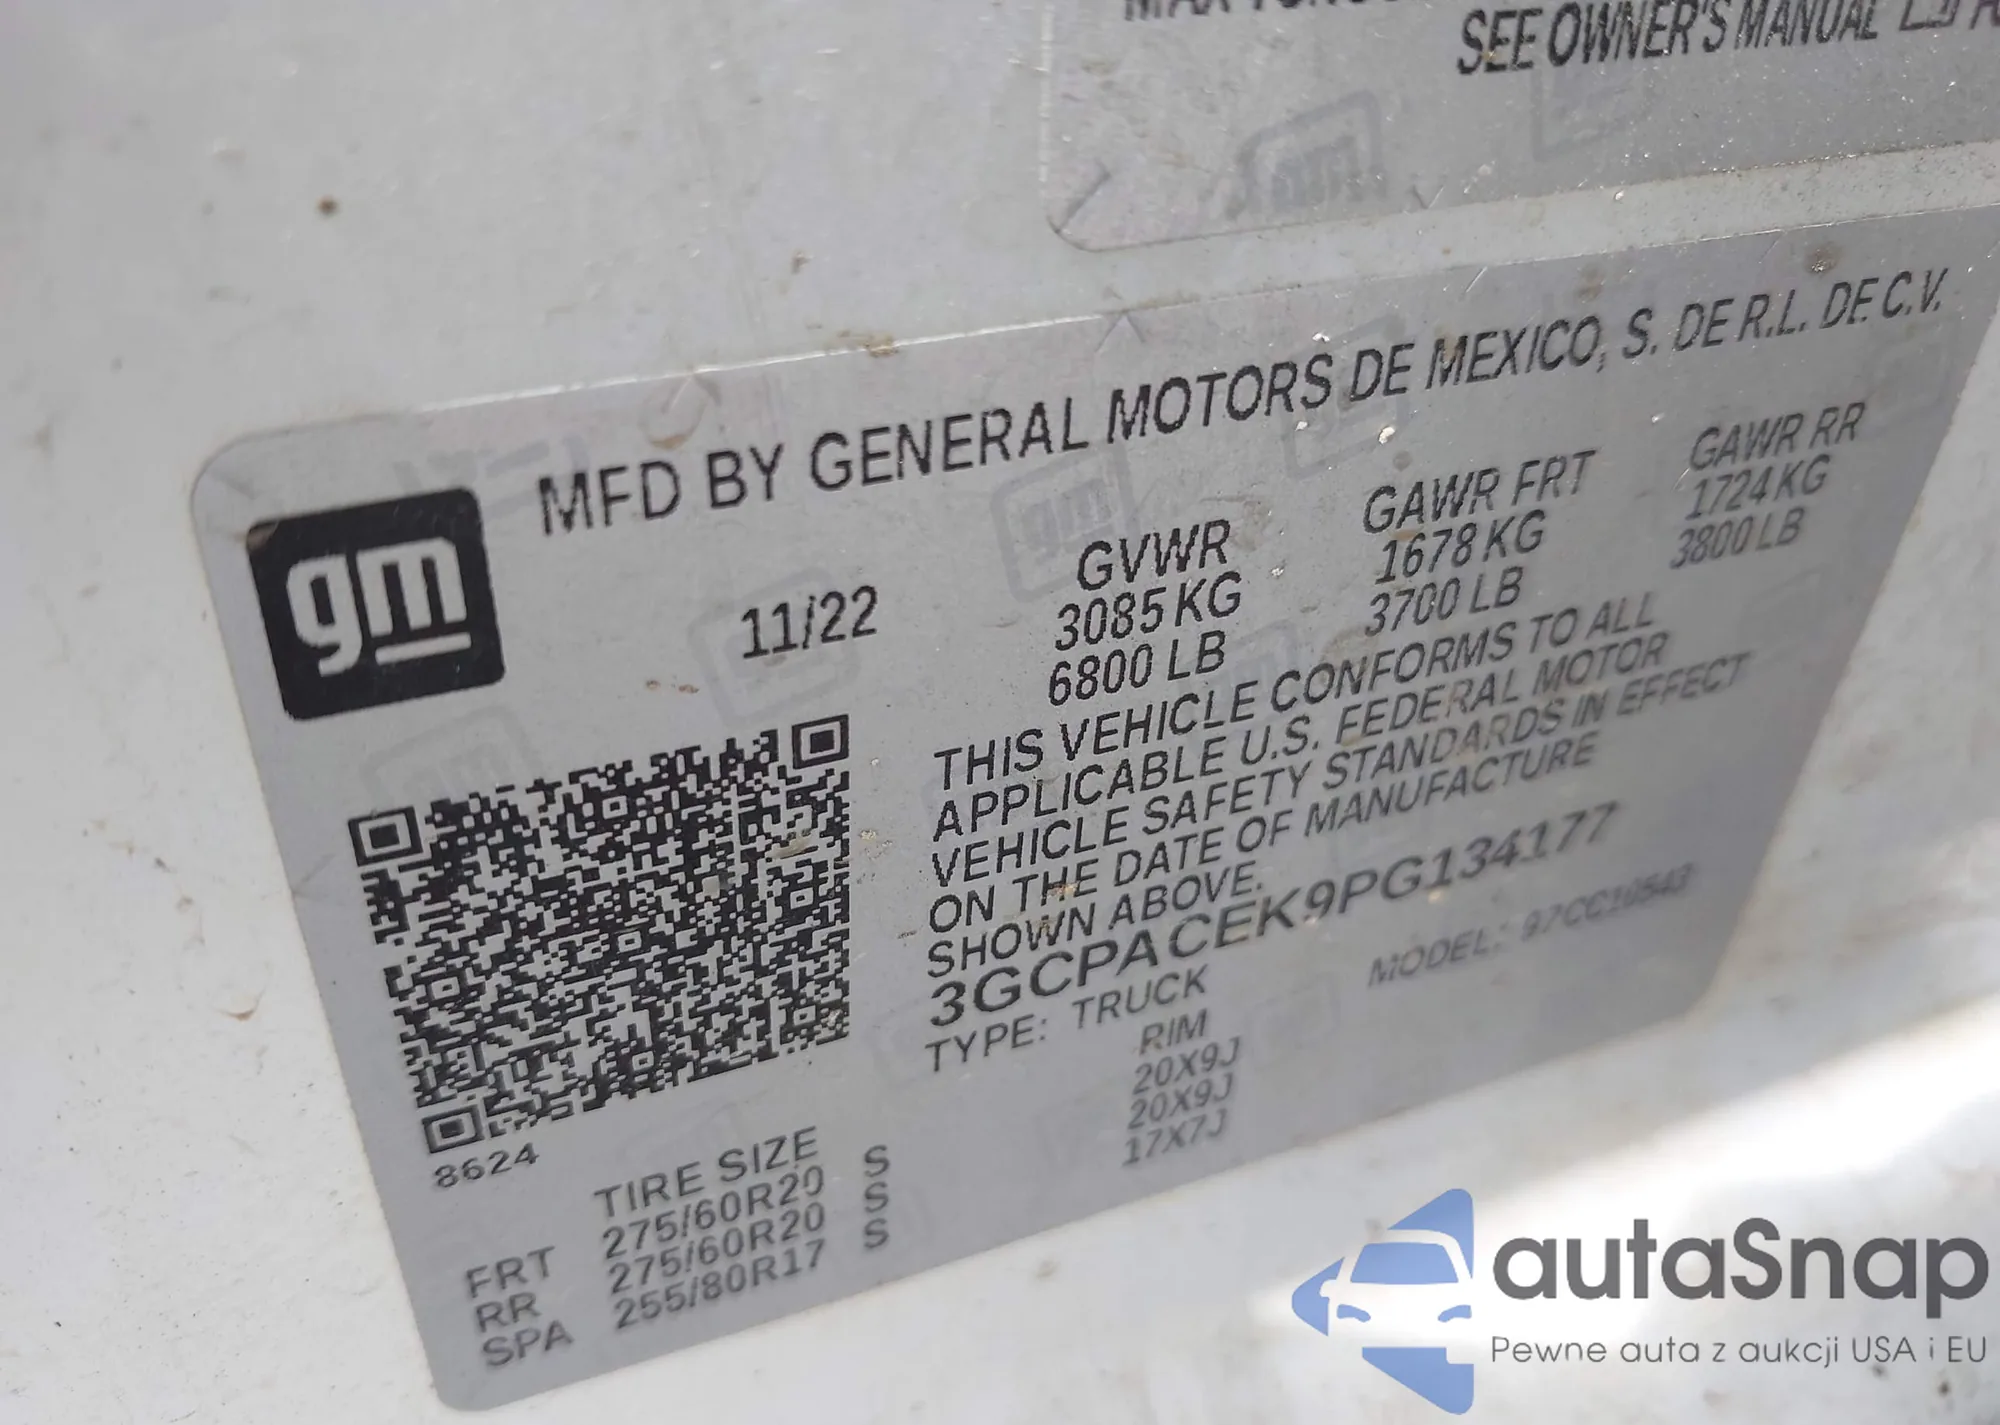 SEE OWNER'S MANUAL
MFD BY GENERAL MOTORS DE MEXICO, S. DE R.L. DE C.V.
gm
11/22
GVWR
3085 KG
6800 LB
GAWR FRT
1678 KG
3700 LB
GAWR RR
1724 KG
3800 LB
THIS VEHICLE CONFORMS TO ALL
APPLICABLE U.S. FEDERAL MOTOR
VEHICLE SAFETY STANDARDS IN EFFECT
ON THE DATE OF MANUFACTURE
SHOWN ABOVE.
3GCPACEK9PG134177
TYPE: TRUCK MODEL: 97CC10543
8624
TIRE SIZE RIM
FRT 275/60R20 S 20X9J
RR 275/60R20 S 20X9J
SPA 255/80R17 S 17X7J
autaSnap
Pewne auta z aukcji USA i EU